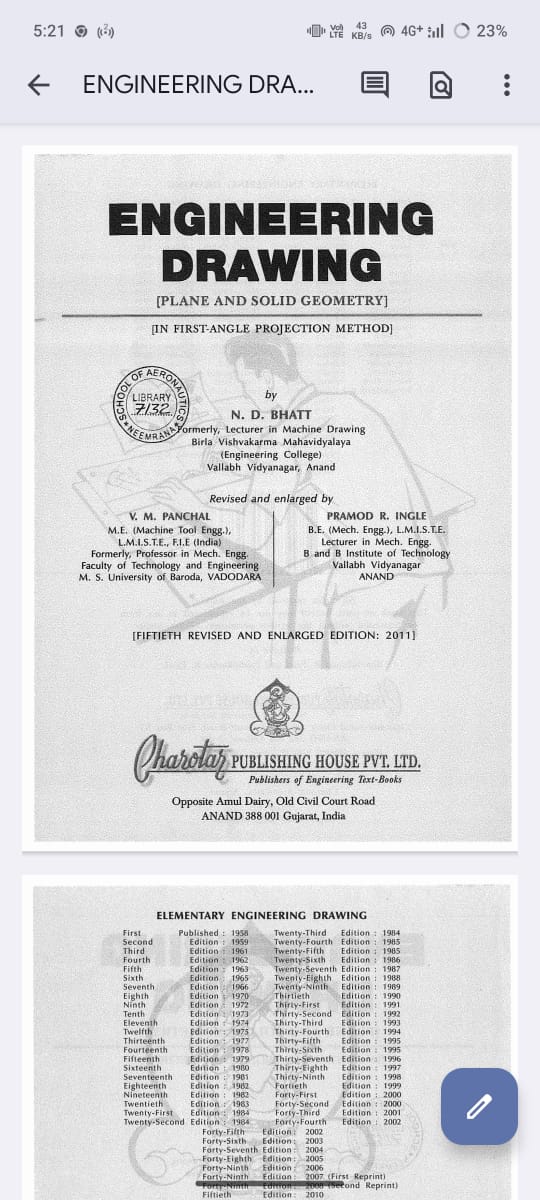 5:21
Vo) LTE 43 KB/s 4G+ 23%
ENGINEERING DRA...
ENGINEERING
DRAWING
[PLANE AND SOLID GEOMETRY]
[IN FIRST-ANGLE PROJECTION METHOD]
SCHOOL OF AERONAUTICS
LIBRARY
7132
NEEMRANA
by
N. D. BHATT
Formerly, Lecturer in Machine Drawing
Birla Vishvakarma Mahavidyalaya
(Engineering College)
Vallabh Vidyanagar, Anand
Revised and enlarged by
V. M. PANCHAL
M.E. (Machine Tool Engg.),
L.M.I.S.T.E., F.I.E (India)
Formerly, Professor in Mech. Engg.
Faculty of Technology and Engineering
M. S. University of Baroda, VADODARA
PRAMOD R. INGLE
B.E. (Mech. Engg.), L.M.I.S.T.E.
Lecturer in Mech. Engg.
B and B Institute of Technology
Vallabh Vidyanagar
ANAND
[FIFTIETH REVISED AND ENLARGED EDITION: 2011]
Charotar PUBLISHING HOUSE PVT. LTD.
Publishers of Engineering Text-Books
Opposite Amul Dairy, Old Civil Court Road
ANAND 388 001 Gujarat, India
ELEMENTARY ENGINEERING DRAWING
First Published : 1958 Twenty-Third Edition : 1984
Second Edition : 1959 Twenty-Fourth Edition : 1985
Third Edition : 1961 Twenty-Fifth Edition : 1985
Fourth Edition : 1962 Twenty-Sixth Edition : 1986
Fifth Edition : 1963 Twenty-Seventh Edition : 1987
Sixth Edition : 1965 Twenty-Eighth Edition : 1988
Seventh Edition : 1966 Twenty-Ninth Edition : 1989
Eighth Edition : 1970 Thirtieth Edition : 1990
Ninth Edition : 1972 Thirty-First Edition : 1991
Tenth Edition : 1973 Thirty-Second Edition : 1992
Eleventh Edition : 1974 Thirty-Third Edition : 1993
Twelfth Edition : 1975 Thirty-Fourth Edition : 1994
Thirteenth Edition : 1977 Thirty-Fifth Edition : 1995
Fourteenth Edition : 1978 Thirty-Sixth Edition : 1995
Fifteenth Edition : 1979 Thirty-Seventh Edition : 1996
Sixteenth Edition : 1980 Thirty-Eighth Edition : 1997
Seventeenth Edition : 1981 Thirty-Ninth Edition : 1998
Eighteenth Edition : 1982 Fortieth Edition : 1999
Nineteenth Edition : 1982 Forty-First Edition : 2000
Twentieth Edition : 1983 Forty-Second Edition : 2000
Twenty-First Edition : 1984 Forty-Third Edition : 2001
Twenty-Second Edition : 1984 Forty-Fourth Edition : 2002
Forty-Fifth Edition : 2002
Forty-Sixth Edition : 2003
Forty-Seventh Edition : 2004
Forty-Eighth Edition : 2005
Forty-Ninth Edition : 2006
Forty-Ninth Edition : 2007 (First Reprint)
Forty-Ninth Edition : 2008 (Second Reprint)
Fiftieth Edition : 2010